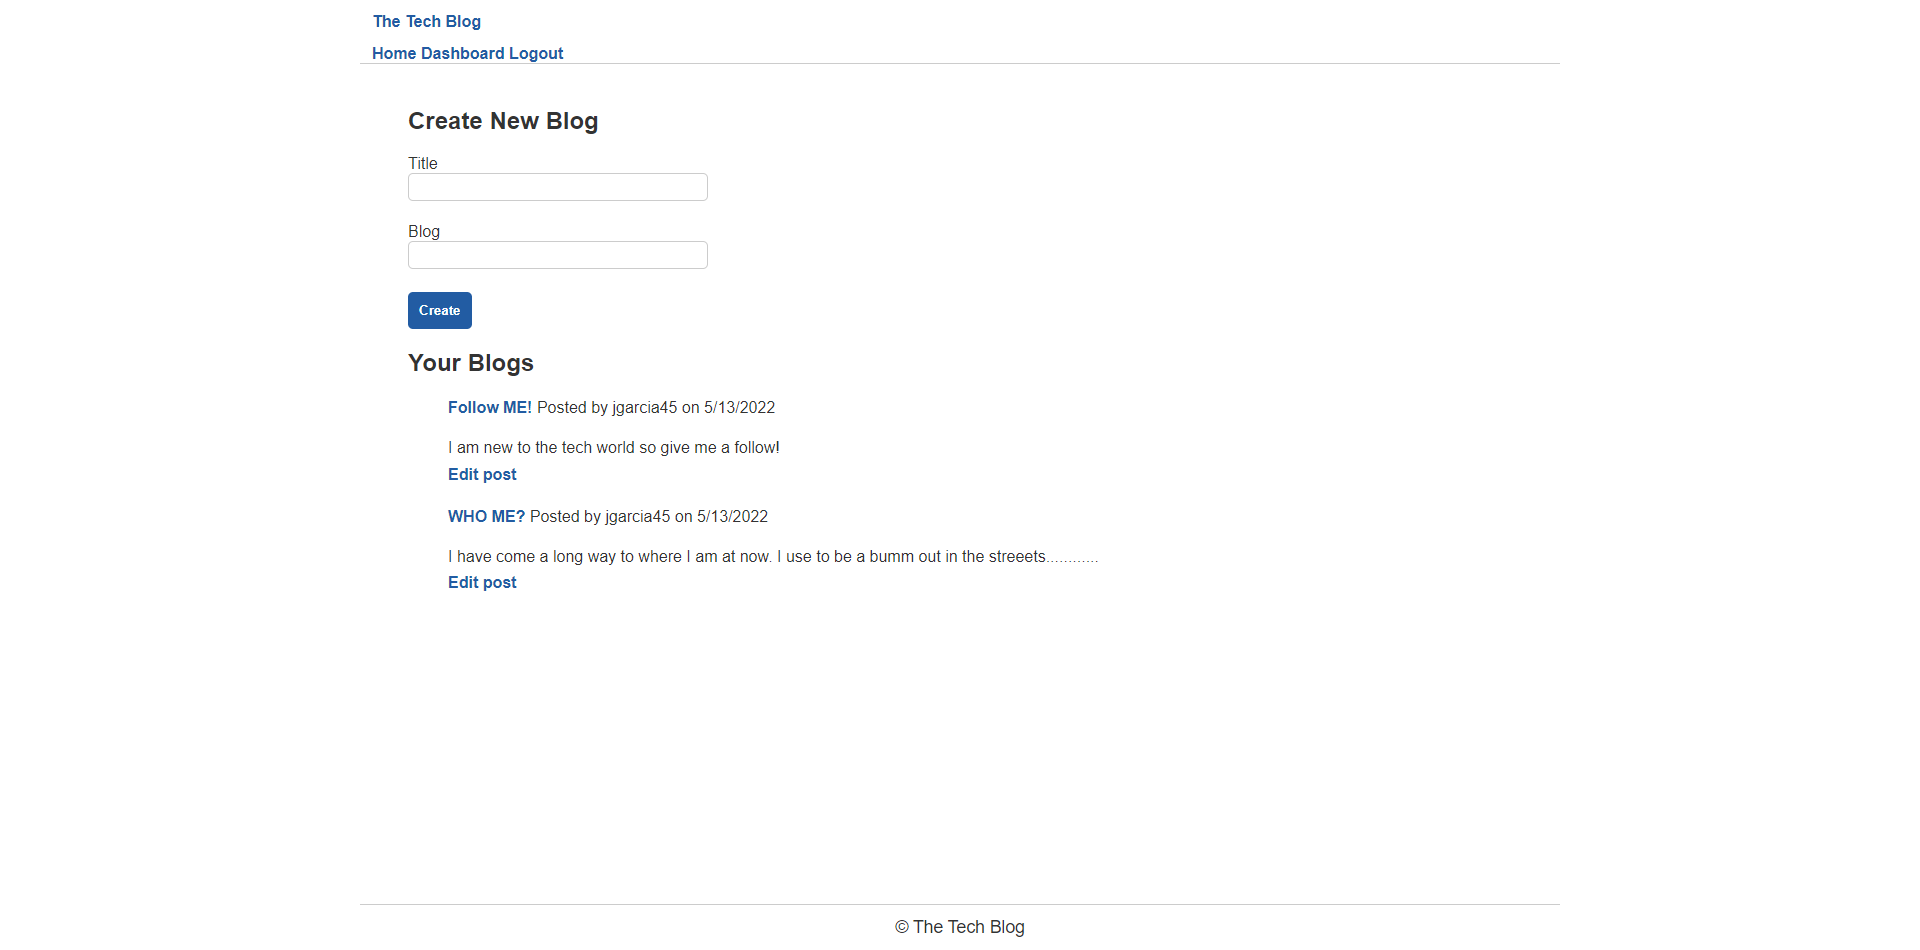 The Tech Blog
Home Dashboard Logout
Create New Blog
Title
Blog
Create
Your Blogs
Follow ME! Posted by jgarcia45 on 5/13/2022
I am new to the tech world so give me a follow!
Edit post
WHO ME? Posted by jgarcia45 on 5/13/2022
I have come a long way to where I am at now. I use to be a bumm out in the streeets............
Edit post
© The Tech Blog